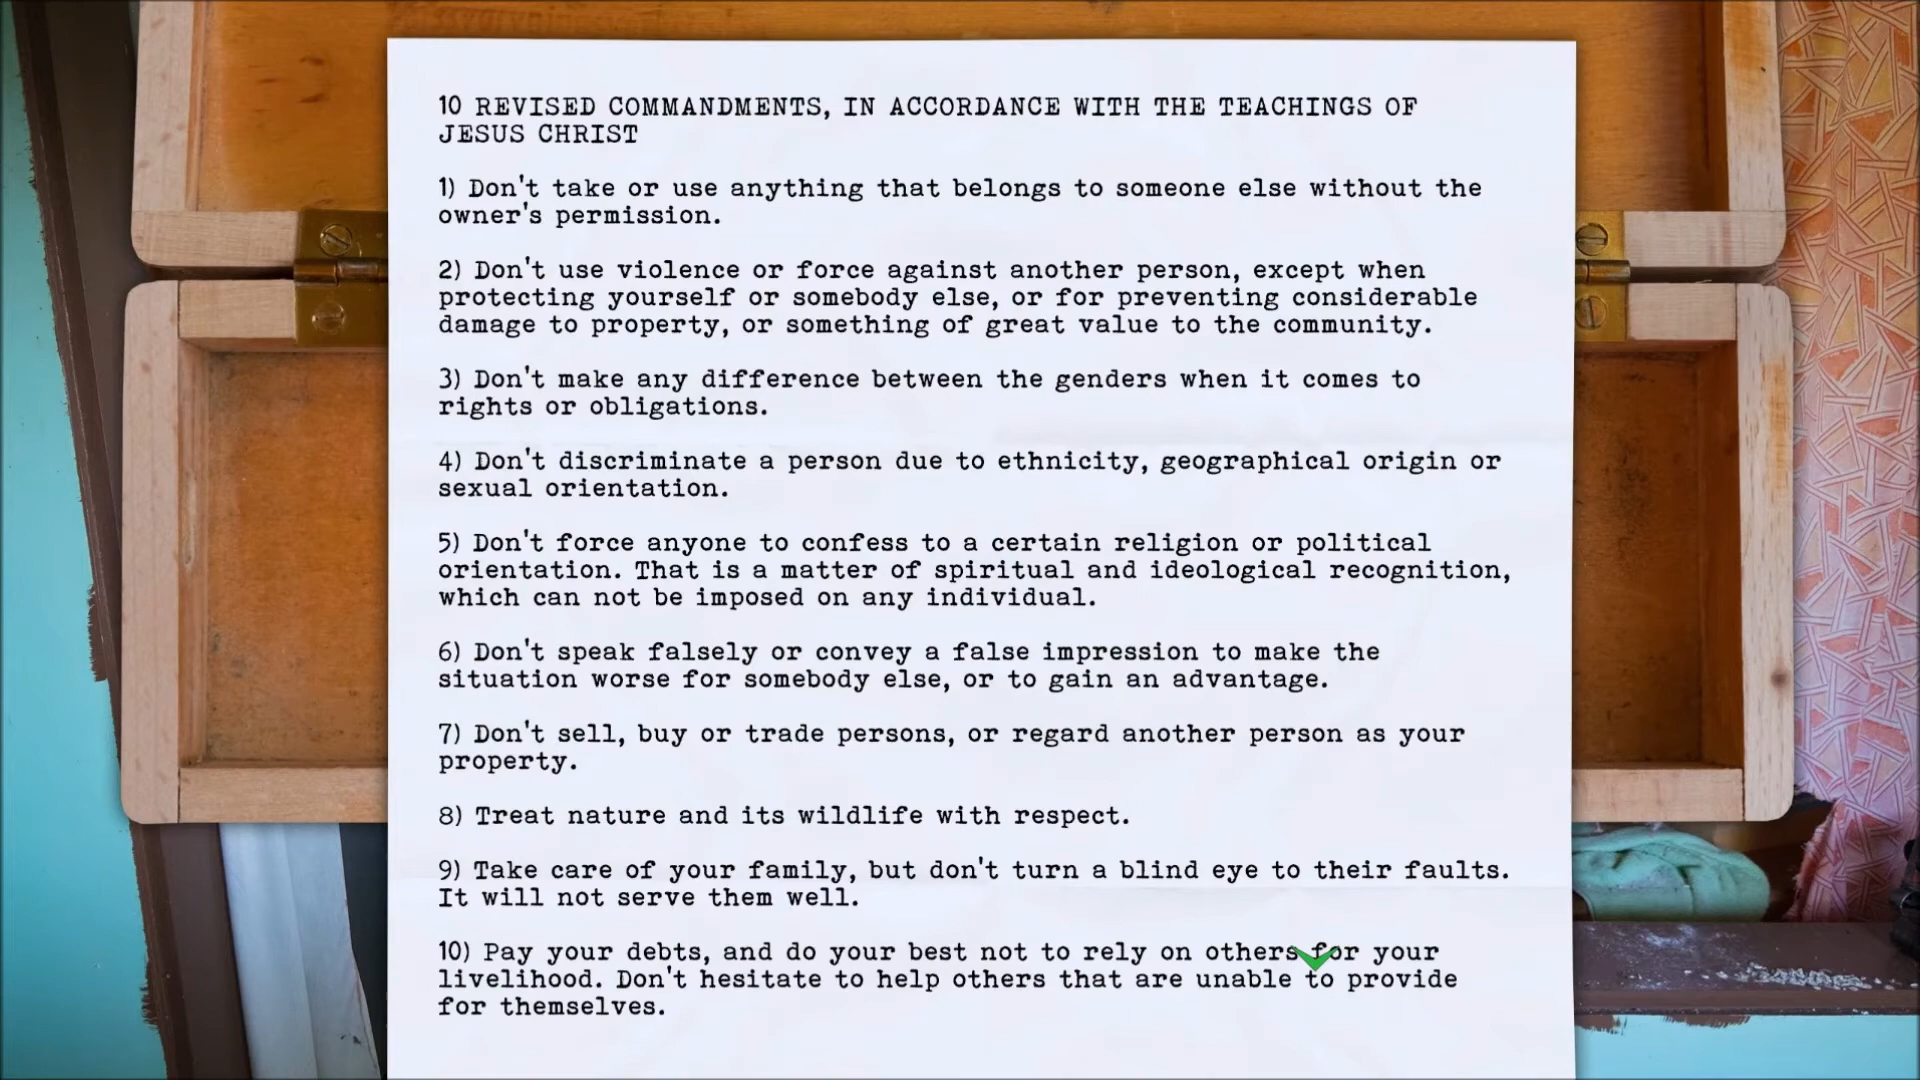 10 REVISED COMMANDMENTS, IN ACCORDANCE WITH THE TEACHINGS OF
JESUS CHRIST
1) Don't take or use anything that belongs to someone else without the
owner's permission.
2) Don't use violence or force against another person, except when
protecting yourself or somebody else, or for preventing considerable
damage to property, or something of great value to the community.
3) Don't make any difference between the genders when it comes to
rights or obligations.
4) Don't discriminate a person due to ethnicity, geographical origin or
sexual orientation.
5) Don't force anyone to confess to a certain religion or political
orientation. That is a matter of spiritual and ideological recognition,
which can not be imposed on any individual.
6) Don't speak falsely or convey a false impression to make the
situation worse for somebody else, or to gain an advantage.
7) Don't sell, buy or trade persons, or regard another person as your
property.
8) Treat nature and its wildlife with respect.
9) Take care of your family, but don't turn a blind eye to their faults.
It will not serve them well.
10) Pay your debts, and do your best not to rely on others for your
livelihood. Don't hesitate to help others that are unable to provide
for themselves.